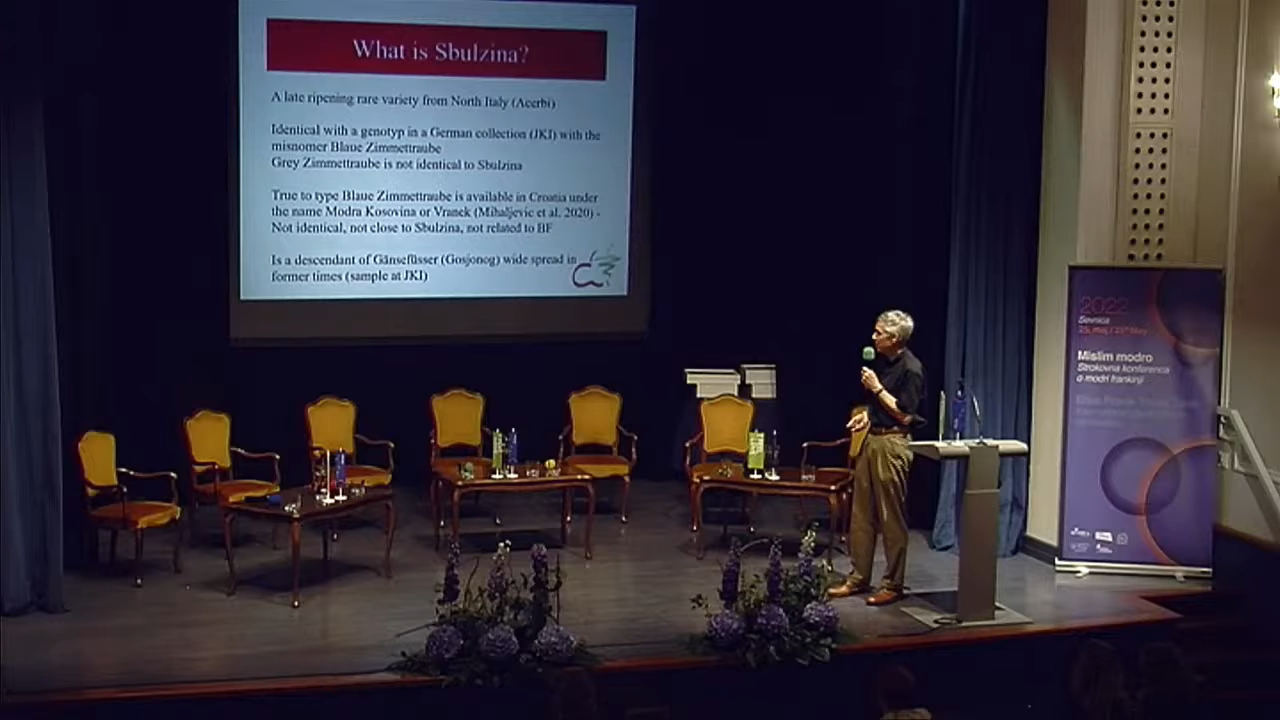 What is Sbulzina?
A late ripening rare variety from North Italy (Acerbi)
Identical with a genotyp in a German collection (JKI) with the
misnomer Blaue Zimmettraube
Grey Zimmettraube is not identical to Sbulzina
True to type Blaue Zimmettraube is available in Croatia under
the name Modra Kosovina or Vranek (Mihaljevic et al. 2020) -
Not identical, not close to Sbulzina, not related to BF
Is a descendant of Gänsefüsser (Gosjonog) wide spread in
former times (sample at JKI)
2022
Sevnica
25. maj / 25th May
Mislim modro
Strokovna konferenca
o modri frankinji